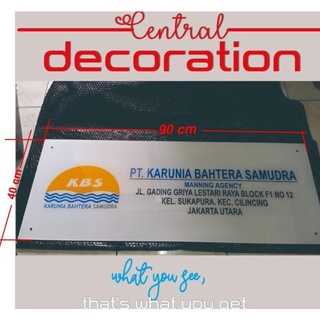 Central
decoration
90 cm
40 cm
KBS
KARUNIA BAHTERA SAMUDRA
PT. KARUNIA BAHTERA SAMUDRA
MANNING AGENCY
JL, GADING GRIYA LESTARI RAYA BLOCK F1 NO 12
KEL. SUKAPURA. KEC. CILINCING
JAKARTA UTARA
what you see,
that's what you get